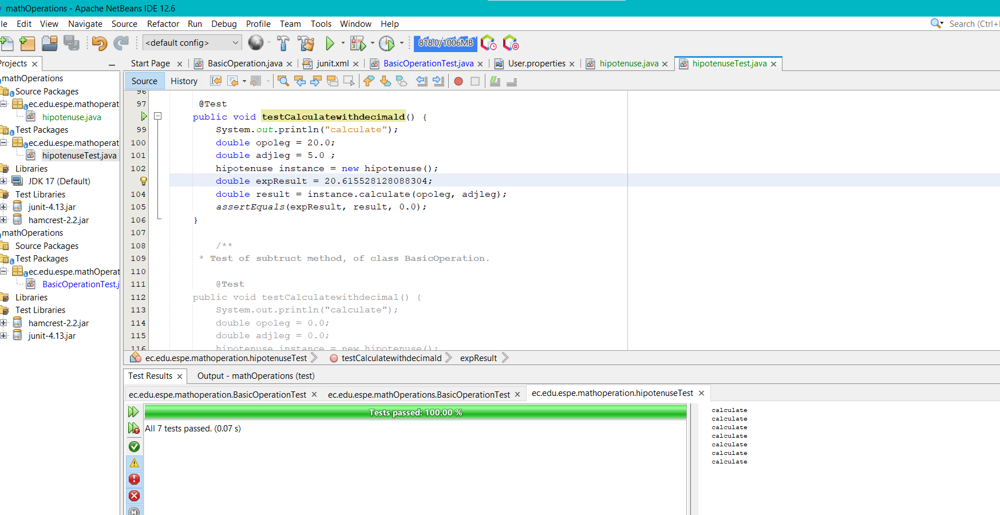 mathOperations - Apache NetBeans IDE 12.6
le Edit View Navigate Source Refactor Run Debug Profile Team Tools Window Help
Search (Ctrl+I
<default config>
818.0/1006MB
Projects
Start Page
BasicOperation.java
junit.xml
BasicOperationTest.java
User.properties
hipotenuse.java
hipotenuseTest.java
Source History
mathOperations
Source Packages
ec.edu.espe.mathoperat
hipotenuse.java
Test Packages
ec.edu.espe.mathoperat
hipotenuseTest.java
Libraries
JDK 17 (Default)
Test Libraries
junit-4.13.jar
hamcrest-2.2.jar
mathOperations
Source Packages
Test Packages
ec.edu.espe.mathOperat
BasicOperationTest.j
Libraries
Test Libraries
hamcrest-2.2.jar
junit-4.13.jar
96
97 @Test
public void testCalculatewithdecimald() {
99 System.out.println("calculate");
100 double opoleg = 20.0;
101 double adjleg = 5.0 ;
102 hipotenuse instance = new hipotenuse();
double expResult = 20.615528128088304;
104 double result = instance.calculate(opoleg, adjleg);
105 assertEquals(expResult, result, 0.0);
106 }
107
108 /**
109 * Test of subtruct method, of class BasicOperation.
110
111 @Test
112 public void testCalculatewithdecimal() {
113 System.out.println("calculate");
114 double opoleg = 0.0;
115 double adjleg = 0.0;
116 hipotenuse instance = new hipotenuse();
ec.edu.espe.mathoperation.hipotenuseTest
testCalculatewithdecimald
expResult
Test Results
Output - mathOperations (test)
ec.edu.espe.mathoperation.BasicOperationTest
ec.edu.espe.mathOperations.BasicOperationTest
ec.edu.espe.mathoperation.hipotenuseTest
Tests passed: 100.00 %
All 7 tests passed. (0.07 s)
calculate
calculate
calculate
calculate
calculate
calculate
calculate